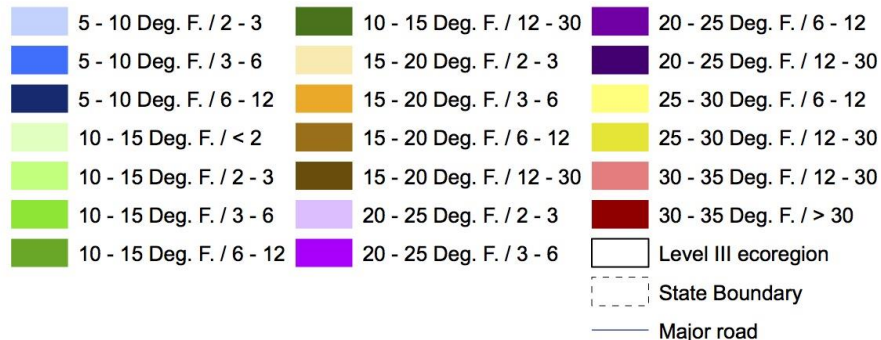 5 - 10 Deg. F. / 2 - 3
5 - 10 Deg. F. / 3 - 6
5 - 10 Deg. F. / 6 - 12
10 - 15 Deg. F. / < 2
10 - 15 Deg. F. / 2 - 3
10 - 15 Deg. F. / 3 - 6
10 - 15 Deg. F. / 6 - 12
10 - 15 Deg. F. / 12 - 30
15 - 20 Deg. F. / 2 - 3
15 - 20 Deg. F. / 3 - 6
15 - 20 Deg. F. / 6 - 12
15 - 20 Deg. F. / 12 - 30
20 - 25 Deg. F. / 2 - 3
20 - 25 Deg. F. / 3 - 6
20 - 25 Deg. F. / 6 - 12
20 - 25 Deg. F. / 12 - 30
25 - 30 Deg. F. / 6 - 12
25 - 30 Deg. F. / 12 - 30
30 - 35 Deg. F. / 12 - 30
30 - 35 Deg. F. / > 30
Level III ecoregion
State Boundary
Major road